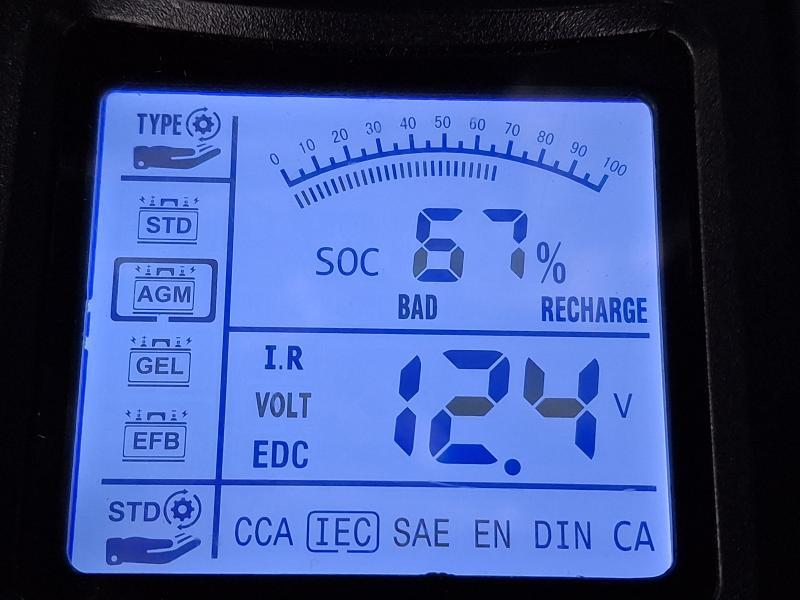 TYPE
0 10 20 30 40 50 60 70 80 90 100
STD
SOC 67%
AGM
BAD RECHARGE
I.R
GEL
VOLT 12.4 V
EFB
EDC
STD
CCA IEC SAE EN DIN CA